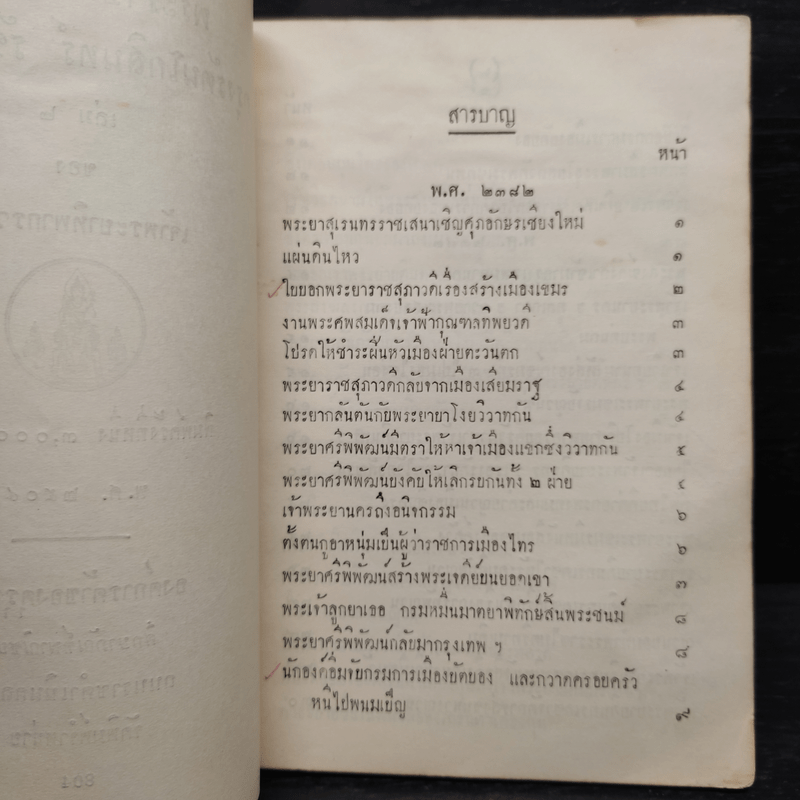 สารบาญ
หน้า
พ.ศ. ๒๓๘๒
พระยาสุเรนทรราชเสนาเชิญศุภอักษรเชียงใหม่ ๑
แผ่นดินไหว ๑
ใบบอกพระยาราชสุภาวดีเรื่องสร้างเมืองเขมร ๒
งานพระศพสมเด็จเจ้าฟ้ากุณฑลทิพยวดี ๓
โปรดให้ชำระฝิ่นหัวเมืองฝ่ายตะวันตก ๓
พระยาราชสุภาวดีกลับจากเมืองเสียมราฐ ๔
พระยากลันตันกับพระยาบาโงยวิวาทกัน ๔
พระยาศรีพิพัฒน์มีตราให้หาเจ้าเมืองแขกซึ่งวิวาทกัน ๕
พระยาศรีพิพัฒน์บังคับให้เลิกรบกันทั้ง ๒ ฝ่าย ๕
เจ้าพระยานครถึงอนิจกรรม ๖
ตั้งตนกูอาหนุ่มเป็นผู้ว่าราชการเมืองไทร ๖
พระยาศรีพิพัฒน์สร้างพระเจดีย์บนยอดเขา ๗
พระเจ้าลูกยาเธอ กรมหมื่นมาตยาพิทักษ์สิ้นพระชนม์ ๘
พระยาศรีพิพัฒน์กลับมากรุงเทพ ฯ ๘
นักองค์อิ่มจับกรมการเมืองบัตบอง และกวาดครอบครัว
หนีไปพนมเป็ญ ๙